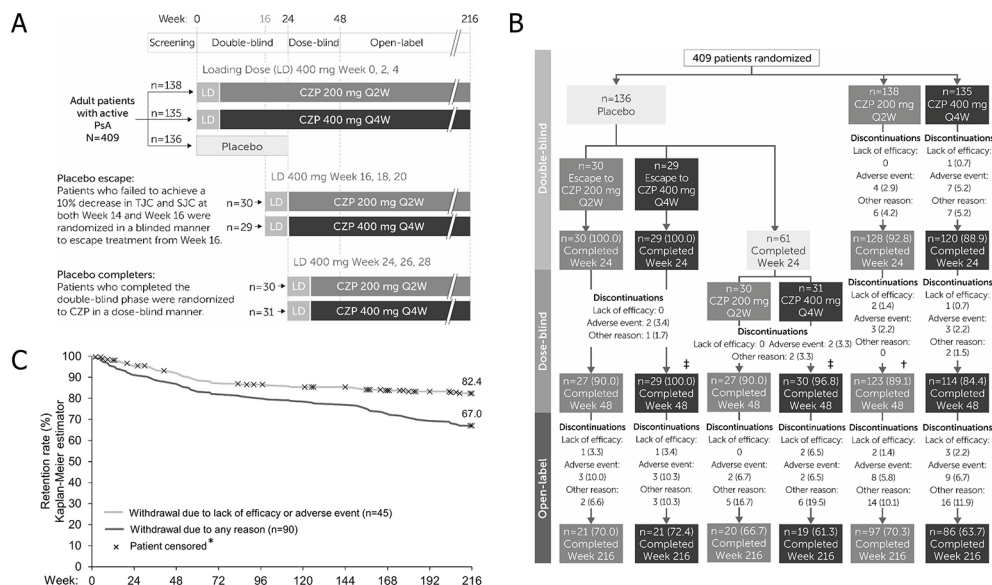 A
Week: 0 16 24 48 216
Screening Double-blind Dose-blind Open-label
Loading Dose (LD) 400 mg Week 0, 2, 4
n=138 LD CZP 200 mg Q2W
Adult patients
with active
PsA
N=409
n=135 LD CZP 400 mg Q4W
n=136 Placebo
Placebo escape:
Patients who failed to achieve a
10% decrease in TJC and SJC at
both Week 14 and Week 16 were
randomized in a blinded manner
to escape treatment from Week 16.
LD 400 mg Week 16, 18, 20
n=30 LD CZP 200 mg Q2W
n=29 LD CZP 400 mg Q4W
Placebo completers:
Patients who completed the
double-blind phase were randomized
to CZP in a dose-blind manner.
LD 400 mg Week 24, 26, 28
n=30 LD CZP 200 mg Q2W
n=31 LD CZP 400 mg Q4W
B
Double-blind
Dose-blind
Open-label
409 patients randomized
n=136
Placebo
n=138
CZP 200 mg
Q2W
n=135
CZP 400 mg
Q4W
Discontinuations
Lack of efficacy:
0
Adverse event:
4 (2.9)
Other reason:
6 (4.2)
Discontinuations
Lack of efficacy:
1 (0.7)
Adverse event:
7 (5.2)
Other reason:
7 (5.2)
n=30
Escape to
CZP 200 mg
Q2W
n=29
Escape to
CZP 400 mg
Q4W
n=30 (100.0)
Completed
Week 24
n=29 (100.0)
Completed
Week 24
n=61
Completed
Week 24
n=128 (92.8)
Completed
Week 24
n=120 (88.9)
Completed
Week 24
n=30
CZP 200 mg
Q2W
n=31
CZP 400 mg
Q4W
Discontinuations
Lack of efficacy: 0
Adverse event: 2 (3.4)
Other reason: 1 (1.7)
Discontinuations
Lack of efficacy: 0 Adverse event: 2 (3.3)
Other reason: 2 (3.3)
Discontinuations
Lack of efficacy:
2 (1.4)
Adverse event:
3 (2.2)
Other reason:
0
Discontinuations
Lack of efficacy:
1 (0.7)
Adverse event:
3 (2.2)
Other reason:
2 (1.5)
‡ ‡ †
n=27 (90.0)
Completed
Week 48
n=29 (100.0)
Completed
Week 48
n=27 (90.0)
Completed
Week 48
n=30 (96.8)
Completed
Week 48
n=123 (89.1)
Completed
Week 48
n=114 (84.4)
Completed
Week 48
Discontinuations
Lack of efficacy:
1 (3.3)
Adverse event:
3 (10.0)
Other reason:
2 (6.6)
Discontinuations
Lack of efficacy:
1 (3.4)
Adverse event:
3 (10.3)
Other reason:
3 (10.3)
Discontinuations
Lack of efficacy:
0
Adverse event:
2 (6.7)
Other reason:
5 (16.7)
Discontinuations
Lack of efficacy:
2 (6.5)
Adverse event:
2 (6.5)
Other reason:
6 (19.5)
Discontinuations
Lack of efficacy:
2 (1.4)
Adverse event:
8 (5.8)
Other reason:
14 (10.1)
Discontinuations
Lack of efficacy:
3 (2.2)
Adverse event:
9 (6.7)
Other reason:
16 (11.9)
n=21 (70.0)
Completed
Week 216
n=21 (72.4)
Completed
Week 216
n=20 (66.7)
Completed
Week 216
n=19 (61.3)
Completed
Week 216
n=97 (70.3)
Completed
Week 216
n=86 (63.7)
Completed
Week 216
C
Retention rate (%)
Kaplan-Meier estimator
100
90
80
70
60
50
40
30
20
10
0
82.4
67.0
Withdrawal due to lack of efficacy or adverse event (n=45)
Withdrawal due to any reason (n=90)
Patient censored*
Week: 0 24 48 72 96 120 144 168 192 216